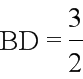 BD = 3/2